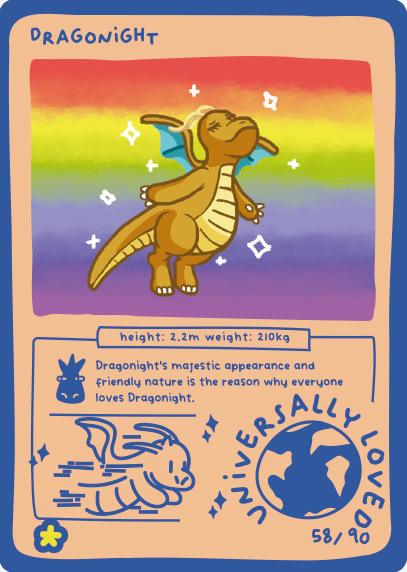 DRAGONiGHT
height: 2.2m weight: 210kg
Dragonight's majestic appearance and
friendly nature is the reason why everyone
loves Dragonight.
UNiVERSALLY LOVED
58/90